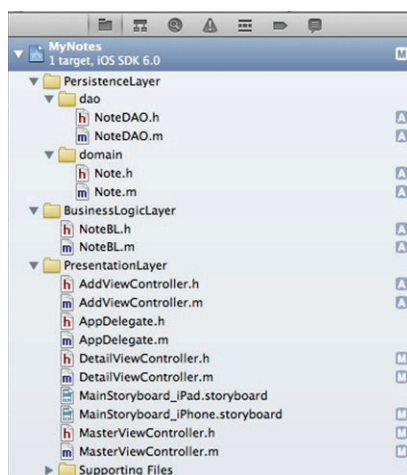 MyNotes M
1 target, iOS SDK 6.0
PersistenceLayer
dao
h NoteDAO.h A
m NoteDAO.m A
domain
h Note.h A
m Note.m A
BusinessLogicLayer
h NoteBL.h A
m NoteBL.m A
PresentationLayer
h AddViewController.h A
m AddViewController.m A
h AppDelegate.h
m AppDelegate.m
h DetailViewController.h M
m DetailViewController.m M
MainStoryboard_iPad.storyboard
MainStoryboard_iPhone.storyboard M
h MasterViewController.h M
m MasterViewController.m M
Supporting Files